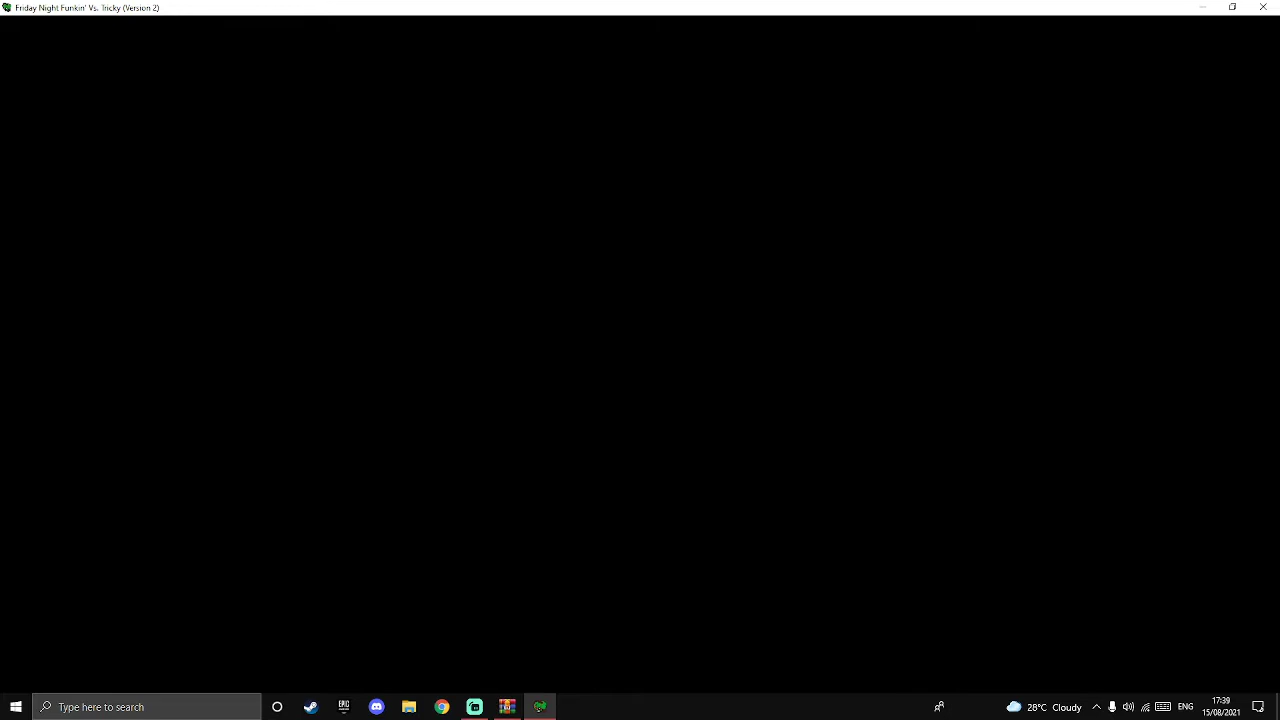 Friday Night Funkin' Vs. Tricky (Version 2)
Type here to search
EPIC
28°C Cloudy
ENG
17:39
15/08/2021